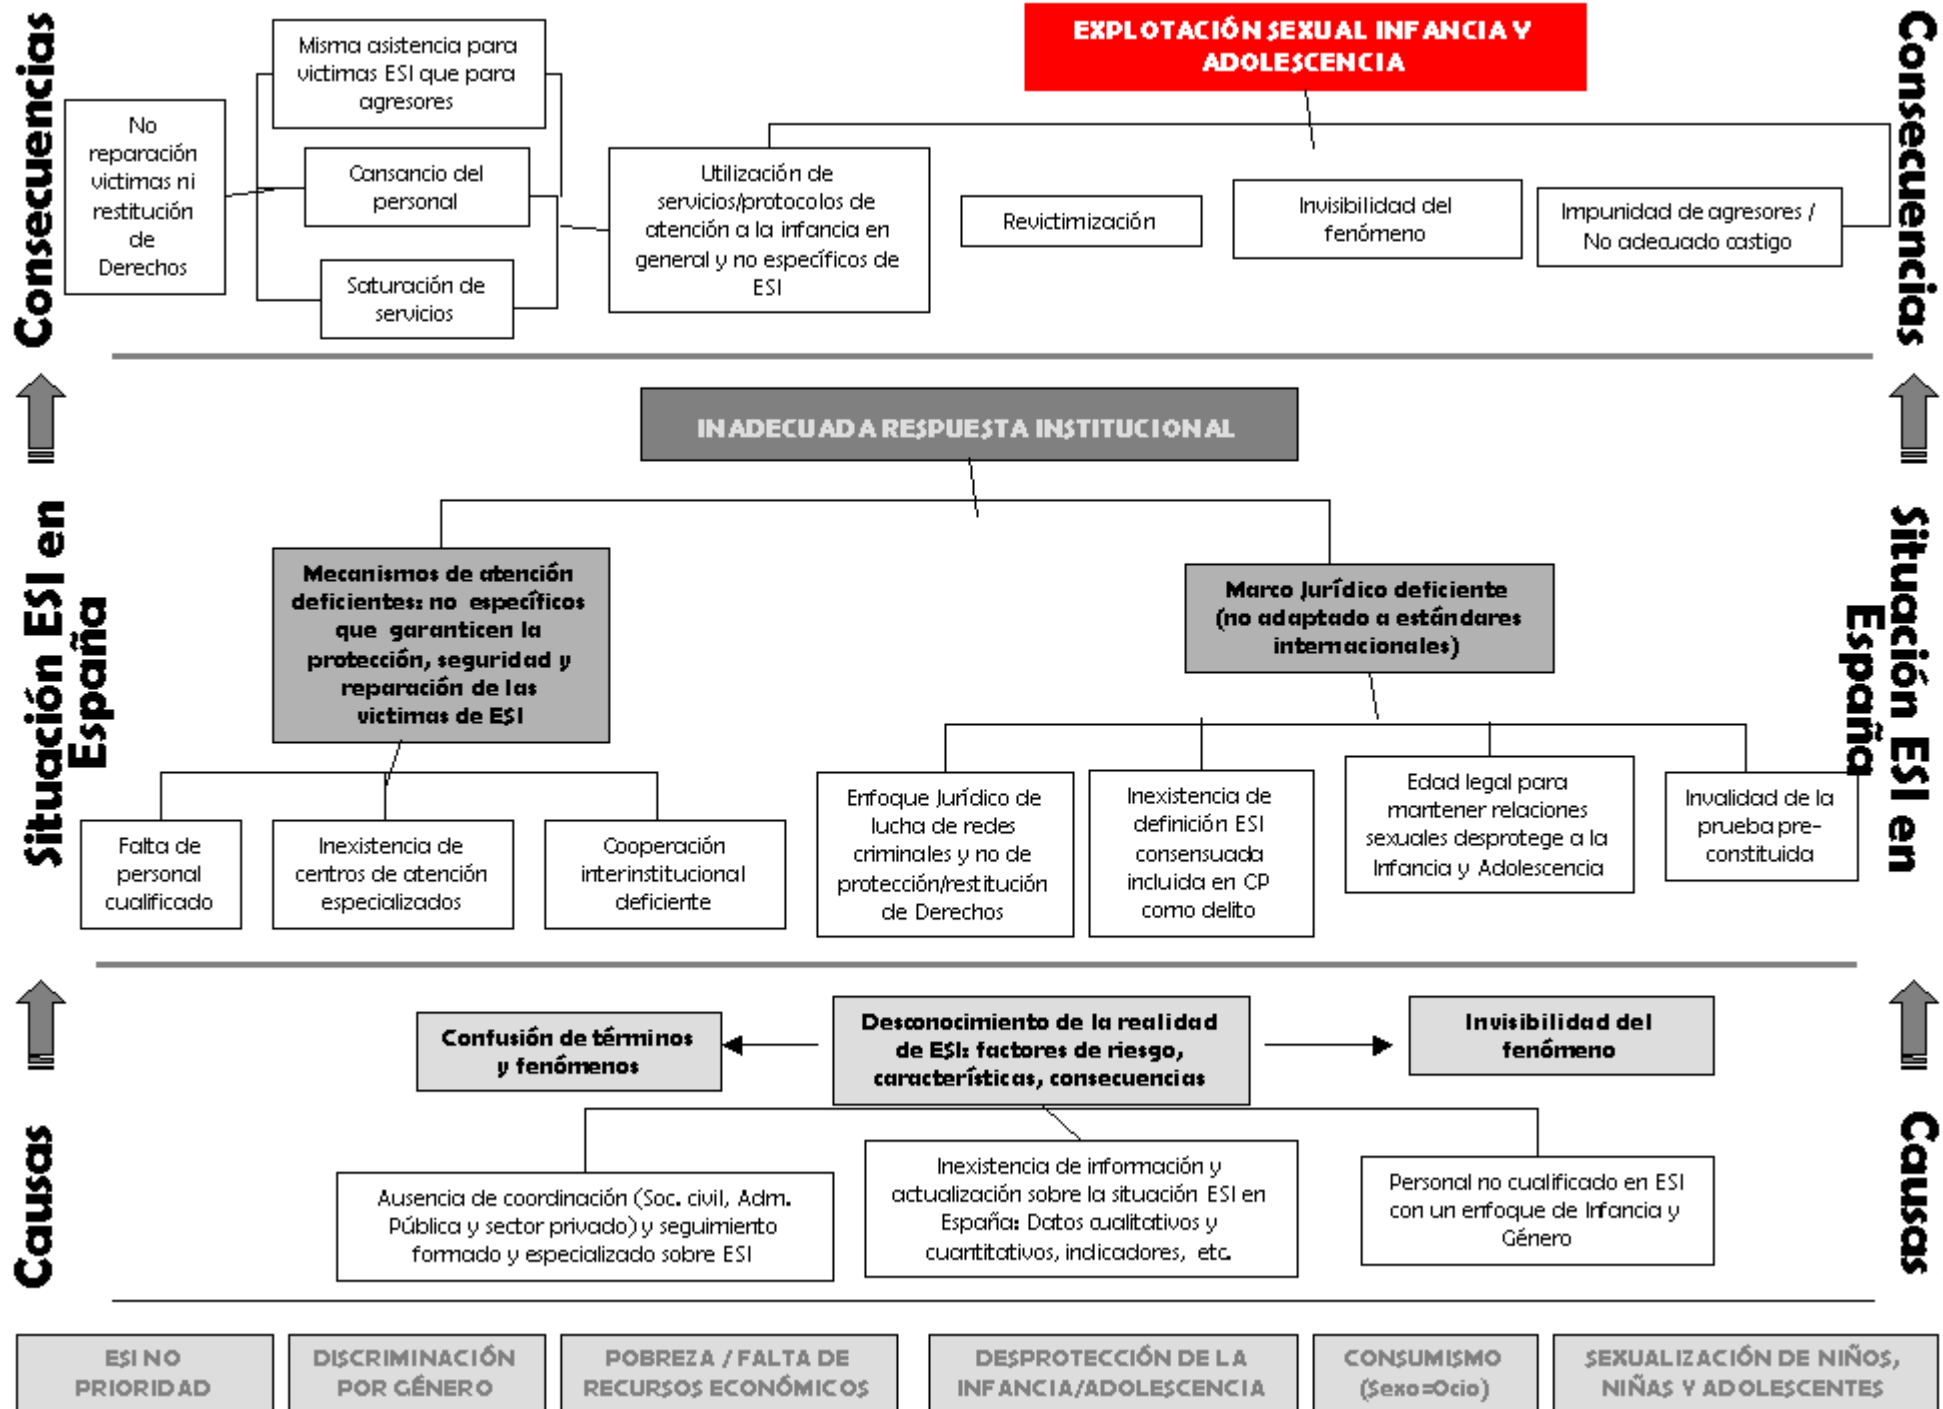 Consecuencias
Misma asistencia para
victimas ESI que para
agresores
No
reparación
victimas ni
restitución
de
Derechos
Cansancio del
personal
Saturación de
servicios
EXPLOTACIÓN SEXUAL INFANCIA Y
ADOLESCENCIA
Utilización de
servicios/protocolos de
atención a la infancia en
general y no específicos de
ESI
Revictimización
Invisibilidad del
fenómeno
Impunidad de agresores /
No adecuado castigo
Consecuencias
Situación ESI en
España
INADECUADA RESPUESTA INSTITUCIONAL
Mecanismos de atención
deficientes: no específicos
que garanticen la
protección, seguridad y
reparación de las
victimas de ESI
Marco Jurídico deficiente
(no adaptado a estándares
internacionales)
Falta de
personal
cualificado
Inexistencia de
centros de atención
especializados
Cooperación
interinstitucional
deficiente
Enfoque Jurídico de
lucha de redes
criminales y no de
protección/restitución
de Derechos
Inexistencia de
definición ESI
consensuada
incluida en CP
como delito
Edad legal para
mantener relaciones
sexuales desprotege a la
Infancia y Adolescencia
Invalidad de la
prueba pre-
constituida
Situación ESI en
España
Causas
Confusión de términos
y fenómenos
Desconocimiento de la realidad
de ESI: factores de riesgo,
características, consecuencias
Invisibilidad del
fenómeno
Ausencia de coordinación (Soc. civil, Adm.
Pública y sector privado) y seguimiento
formado y especializado sobre ESI
Inexistencia de información y
actualización sobre la situación ESI en
España: Datos cualitativos y
cuantitativos, indicadores, etc.
Personal no cualificado en ESI
con un enfoque de Infancia y
Género
Causas
ESI NO
PRIORIDAD
DISCRIMINACIÓN
POR GÉNERO
POBREZA / FALTA DE
RECURSOS ECONÓMICOS
DESPROTECCIÓN DE LA
INFANCIA/ADOLESCENCIA
CONSUMISMO
(Sexo=Ocio)
SEXUALIZACIÓN DE NIÑOS,
NIÑAS Y ADOLESCENTES